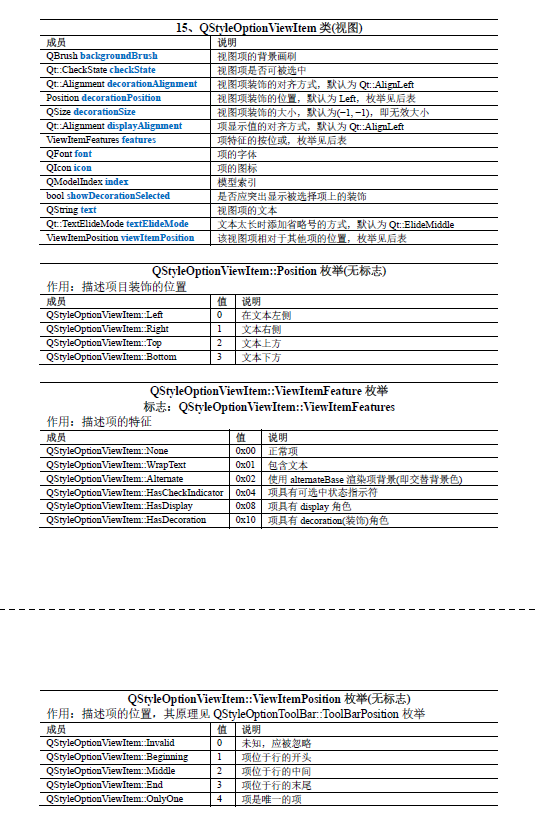 15、QStyleOptionViewItem 类(视图)
成员 说明
QBrush backgroundBrush 视图项的背景画刷
Qt::CheckState checkState 视图项是否可被选中
Qt::Alignment decorationAlignment 视图项装饰的对齐方式，默认为 Qt::AlignLeft
Position decorationPosition 视图项装饰的位置，默认为 Left，枚举见后表
QSize decorationSize 视图项装饰的大小，默认为(−1, −1)，即无效大小
Qt::Alignment displayAlignment 项显示值的对齐方式，默认为 Qt::AlignLeft
ViewItemFeatures features 项特征的按位或，枚举见后表
QFont font 项的字体
QIcon icon 项的图标
QModelIndex index 模型索引
bool showDecorationSelected 是否应突出显示被选择项上的装饰
QString text 视图项的文本
Qt::TextElideMode textElideMode 文本太长时添加省略号的方式，默认为 Qt::ElideMiddle
ViewItemPosition viewItemPosition 该视图项相对于其他项的位置，枚举见后表
QStyleOptionViewItem::Position 枚举(无标志)
作用：描述项目装饰的位置
成员 值 说明
QStyleOptionViewItem::Left 0 在文本左侧
QStyleOptionViewItem::Right 1 文本右侧
QStyleOptionViewItem::Top 2 文本上方
QStyleOptionViewItem::Bottom 3 文本下方
QStyleOptionViewItem::ViewItemFeature 枚举
标志：QStyleOptionViewItem::ViewItemFeatures
作用：描述项的特征
成员 值 说明
QStyleOptionViewItem::None 0x00 正常项
QStyleOptionViewItem::WrapText 0x01 包含文本
QStyleOptionViewItem::Alternate 0x02 使用 alternateBase 渲染项背景(即交替背景色)
QStyleOptionViewItem::HasCheckIndicator 0x04 项具有可选中状态指示符
QStyleOptionViewItem::HasDisplay 0x08 项具有 display 角色
QStyleOptionViewItem::HasDecoration 0x10 项具有 decoration(装饰)角色
QStyleOptionViewItem::ViewItemPosition 枚举(无标志)
作用：描述项的位置，其原理见 QStyleOptionToolBar::ToolBarPosition 枚举
成员 值 说明
QStyleOptionViewItem::Invalid 0 未知，应被忽略
QStyleOptionViewItem::Beginning 1 项位于行的开头
QStyleOptionViewItem::Middle 2 项位于行的中间
QStyleOptionViewItem::End 3 项位于行的末尾
QStyleOptionViewItem::OnlyOne 4 项是唯一的项